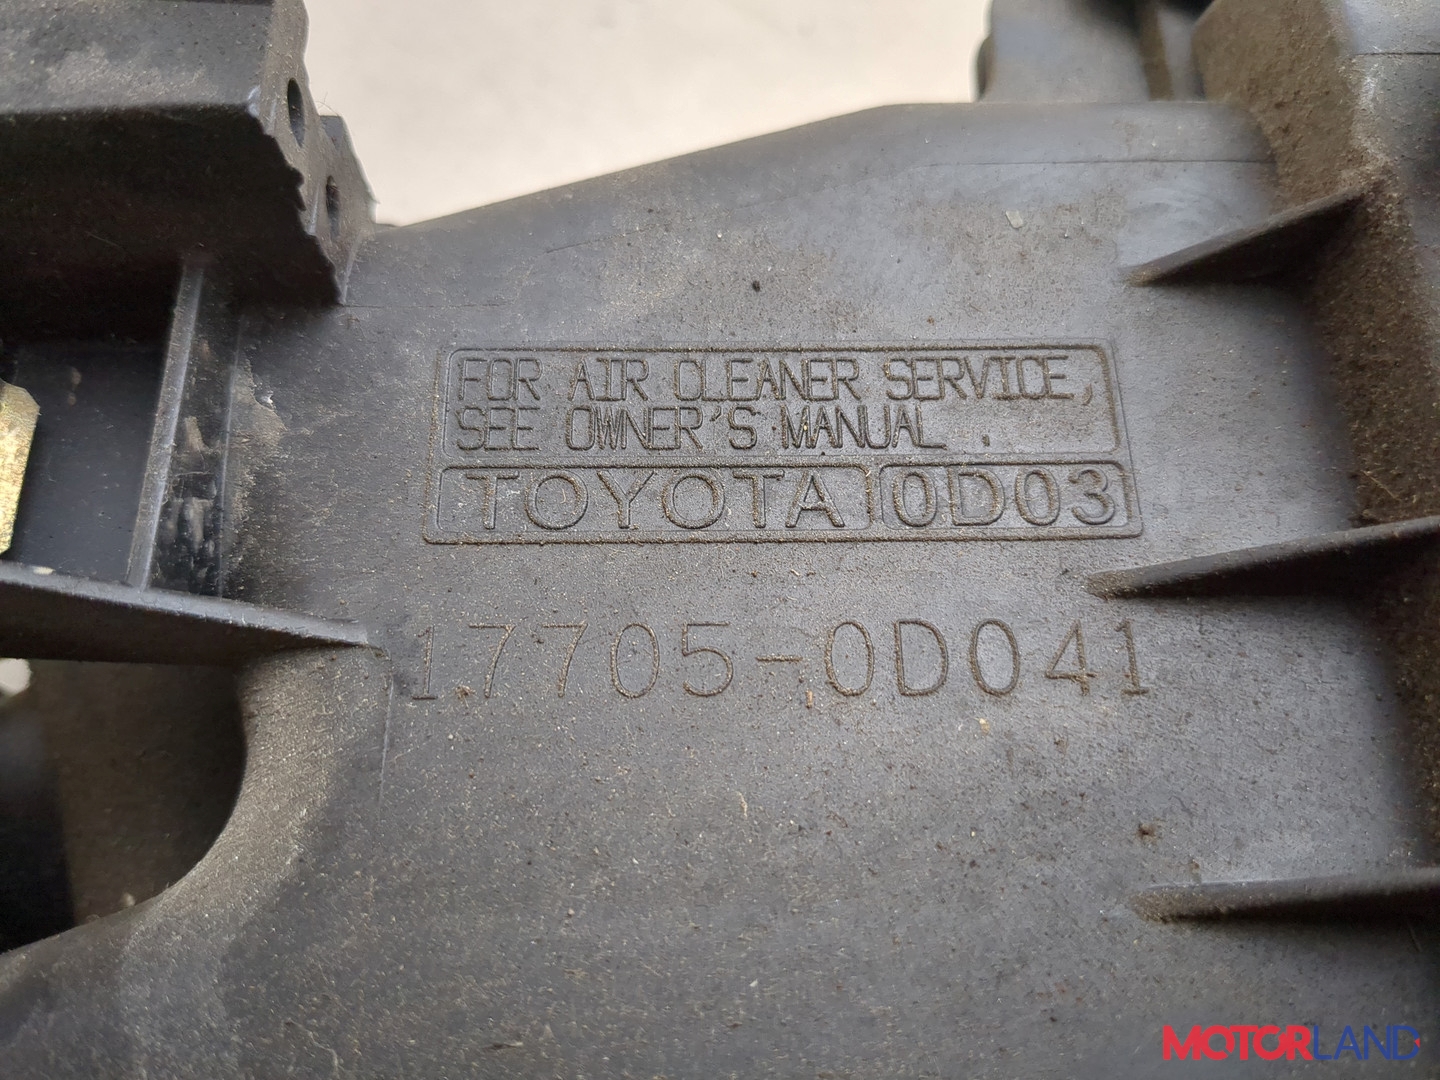 FOR AIR CLEANER SERVICE,
SEE OWNER'S MANUAL .
TOYOTA 0D03
17705-0D041
MOTORLAND